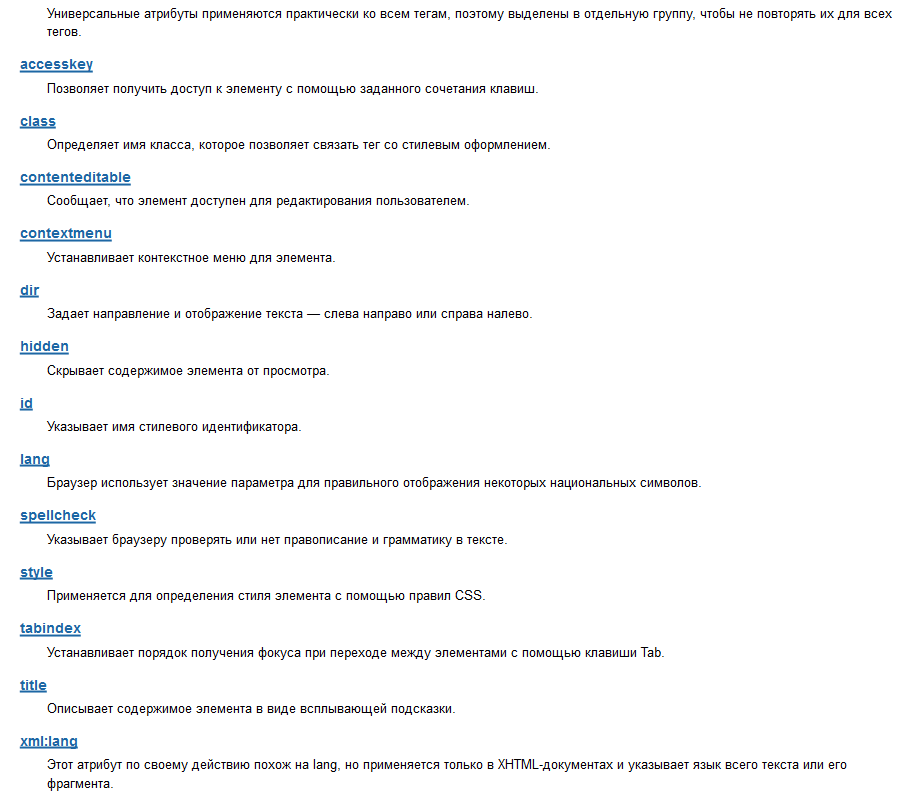 Универсальные атрибуты применяются практически ко всем тегам, поэтому выделены в отдельную группу, чтобы не повторять их для всех
тегов.
accesskey
Позволяет получить доступ к элементу с помощью заданного сочетания клавиш.
class
Определяет имя класса, которое позволяет связать тег со стилевым оформлением.
contenteditable
Сообщает, что элемент доступен для редактирования пользователем.
contextmenu
Устанавливает контекстное меню для элемента.
dir
Задает направление и отображение текста — слева направо или справа налево.
hidden
Скрывает содержимое элемента от просмотра.
id
Указывает имя стилевого идентификатора.
lang
Браузер использует значение параметра для правильного отображения некоторых национальных символов.
spellcheck
Указывает браузеру проверять или нет правописание и грамматику в тексте.
style
Применяется для определения стиля элемента с помощью правил CSS.
tabindex
Устанавливает порядок получения фокуса при переходе между элементами с помощью клавиши Tab.
title
Описывает содержимое элемента в виде всплывающей подсказки.
xml:lang
Этот атрибут по своему действию похож на lang, но применяется только в XHTML-документах и указывает язык всего текста или его
фрагмента.